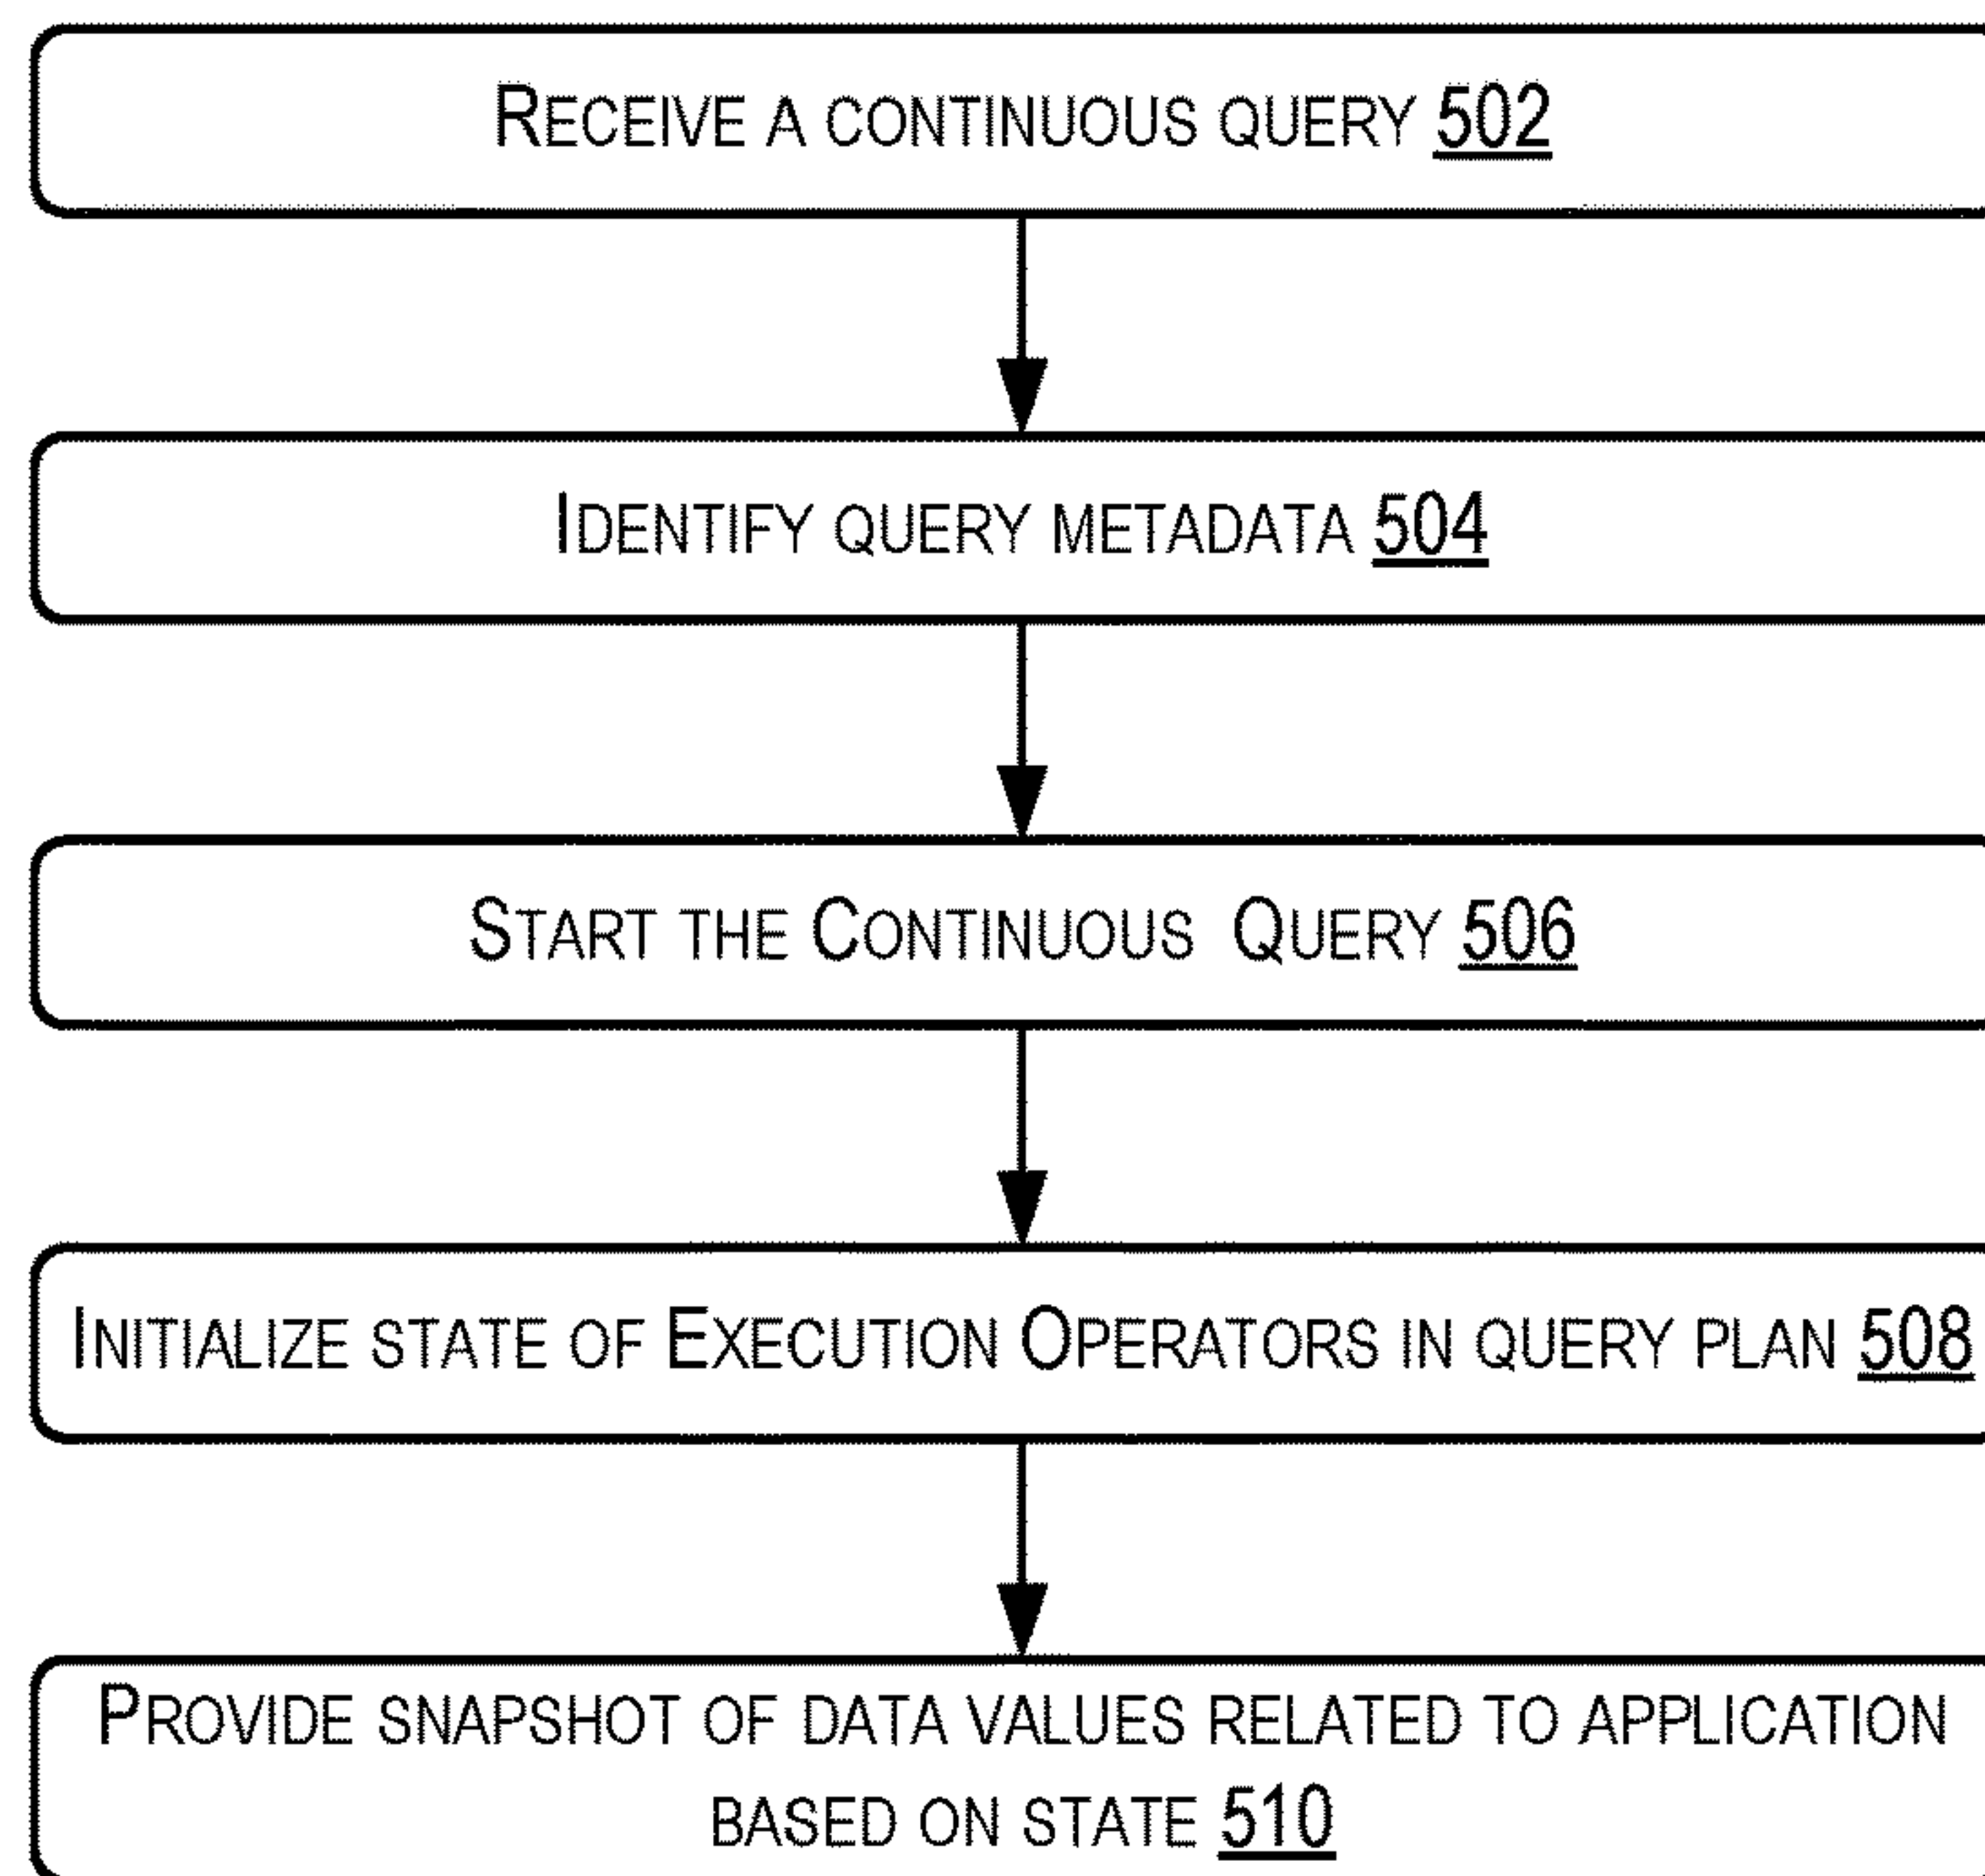 RECEIVE A CONTINUOUS QUERY 502
IDENTIFY QUERY METADATA 504
START THE CONTINUOUS QUERY 506
INITIALIZE STATE OF EXECUTION OPERATORS IN QUERY PLAN 508
PROVIDE SNAPSHOT OF DATA VALUES RELATED TO APPLICATION
BASED ON STATE 510